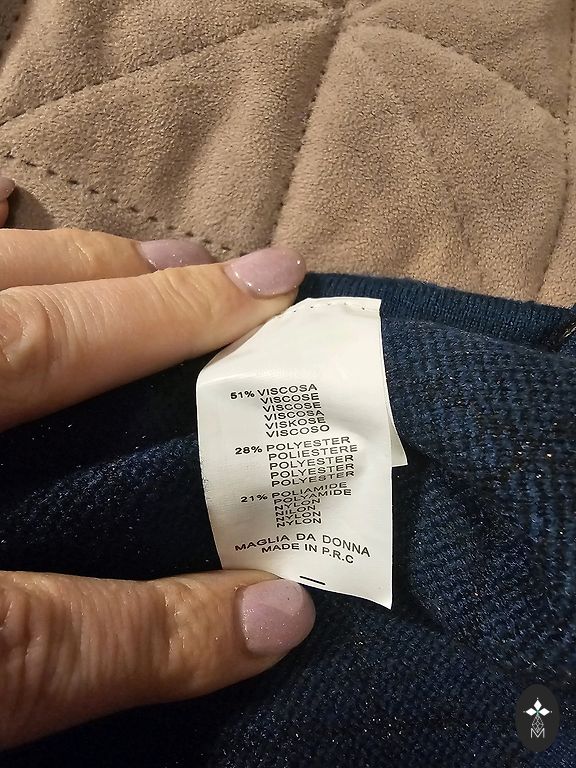 51% VISCOSA
VISCOSE
VISCOSE
VISCOSA
VISKOSE
VISCOSO
28% POLYESTER
POLIESTERE
POLYESTER
POLYESTER
POLYESTER
21% POLIAMIDE
POLYAMIDE
NYLON
NILON
NYLON
NYLON
MAGLIA DA DONNA
MADE IN P.R.C
M